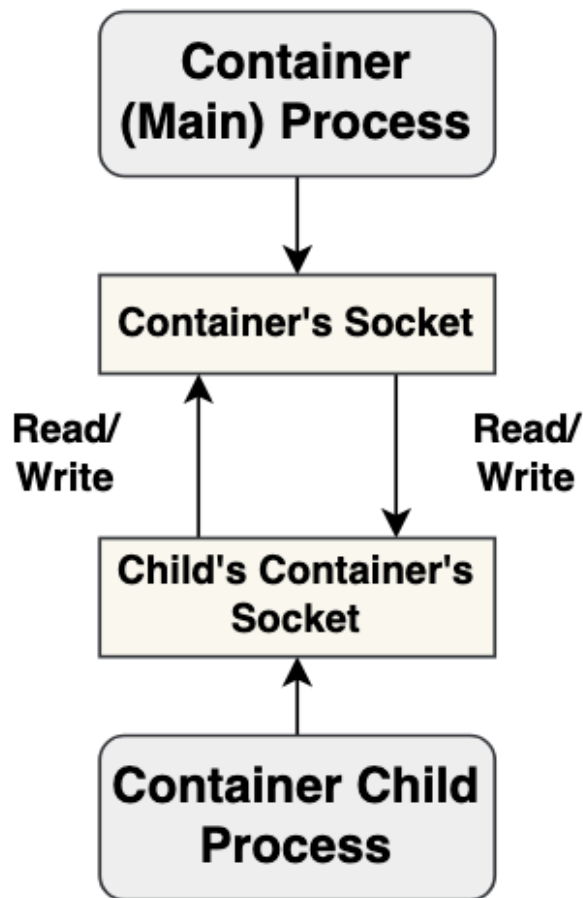 Container
(Main) Process
Container's Socket
Read/
Write
Read/
Write
Child's Container's
Socket
Container Child
Process